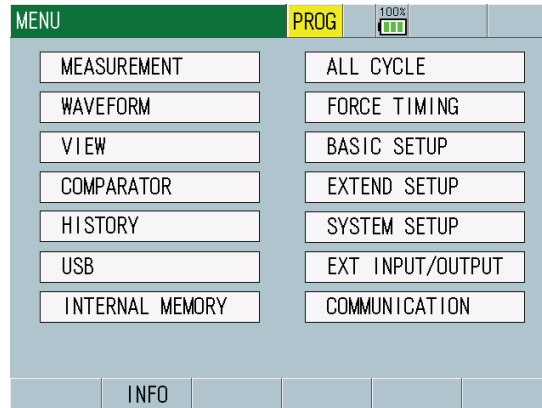 MENU PROG 100%
MEASUREMENT
WAVEFORM
VIEW
COMPARATOR
HISTORY
USB
INTERNAL MEMORY
ALL CYCLE
FORCE TIMING
BASIC SETUP
EXTEND SETUP
SYSTEM SETUP
EXT INPUT/OUTPUT
COMMUNICATION
INFO